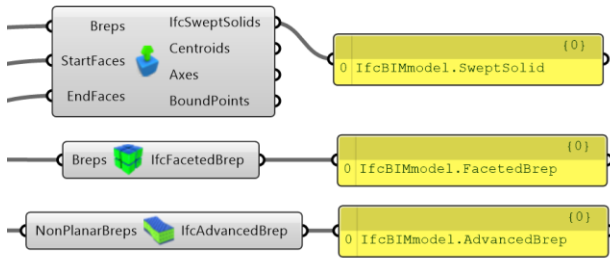 Breps IfcSweptSolids
Centroids
StartFaces
Axes
EndFaces
BoundPoints
{0}
0 IfcBIMmodel.SweptSolid
Breps IfcFacetedBrep
{0}
0 IfcBIMmodel.FacetedBrep
NonPlanarBreps IfcAdvancedBrep
{0}
0 IfcBIMmodel.AdvancedBrep